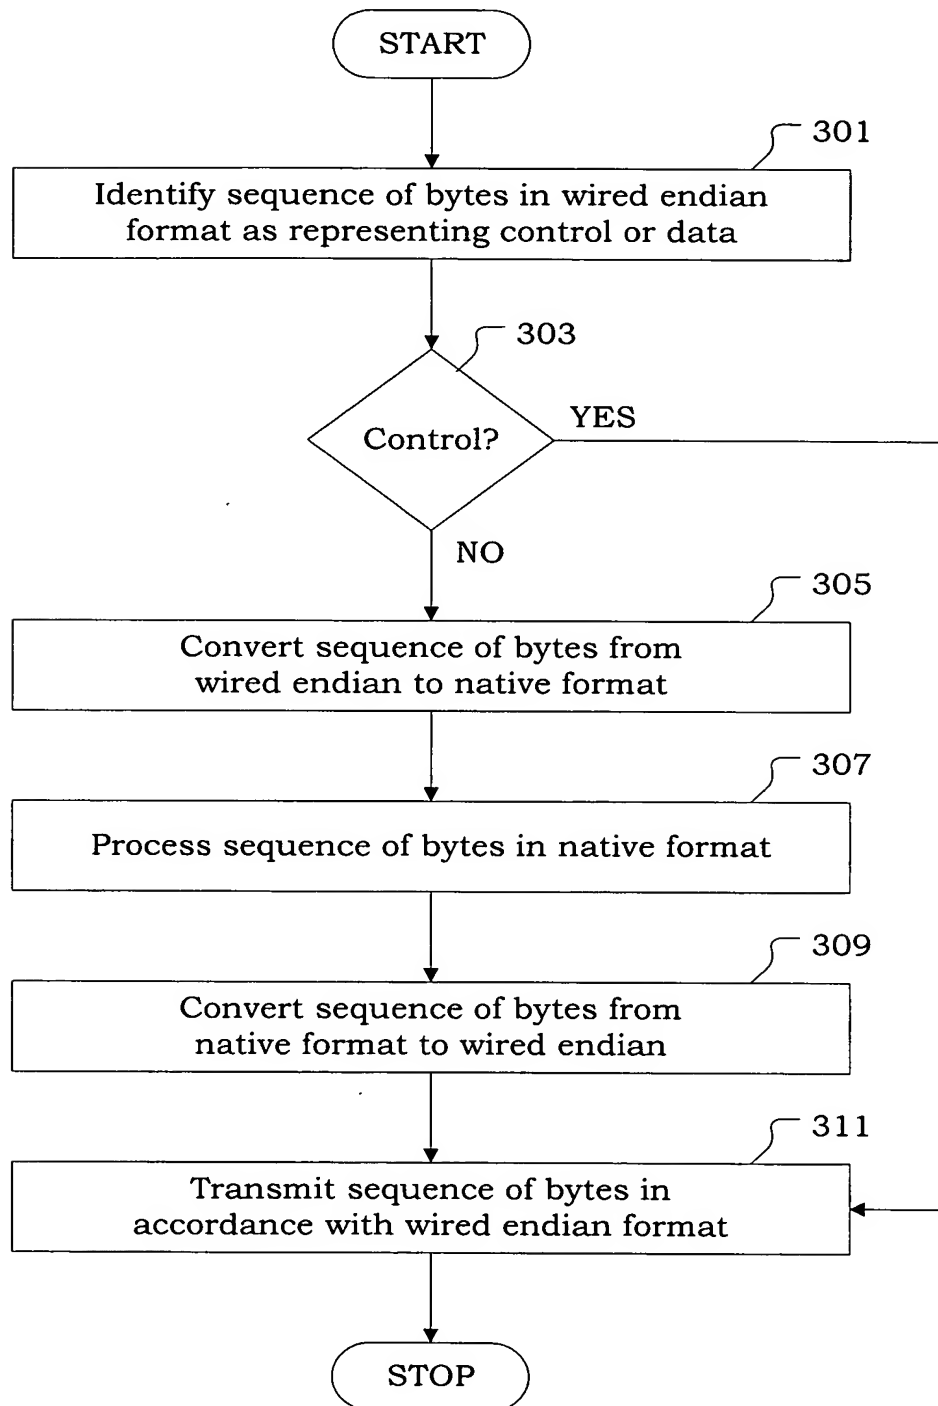 START
301
Identify sequence of bytes in wired endian
format as representing control or data
303
Control?
YES
NO
305
Convert sequence of bytes from
wired endian to native format
307
Process sequence of bytes in native format
309
Convert sequence of bytes from
native format to wired endian
311
Transmit sequence of bytes in
accordance with wired endian format
STOP